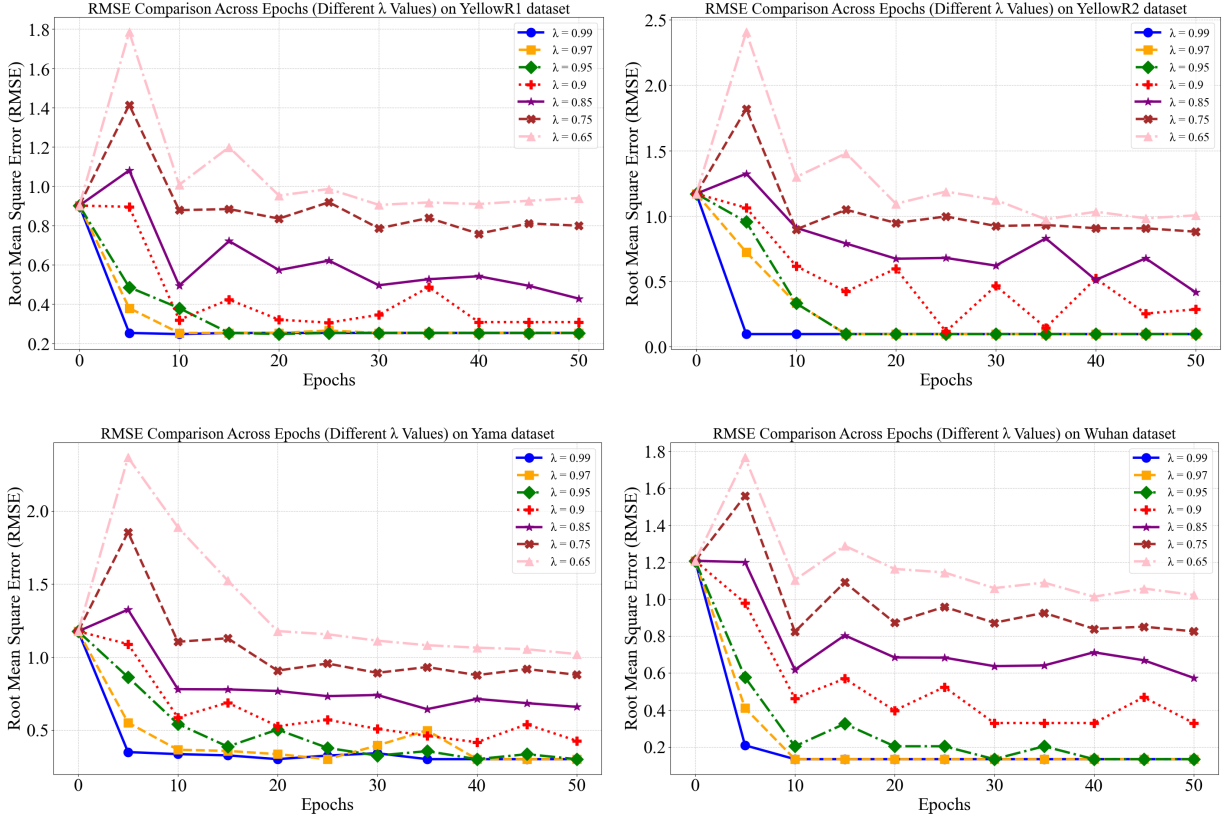 RMSE Comparison Across Epochs (Different λ Values) on YellowR1 dataset
Root Mean Square Error (RMSE)
1.8
1.6
1.4
1.2
1.0
0.8
0.6
0.4
0.2
λ = 0.99
λ = 0.97
λ = 0.95
λ = 0.9
λ = 0.85
λ = 0.75
λ = 0.65
0 10 20 30 40 50
Epochs
RMSE Comparison Across Epochs (Different λ Values) on YellowR2 dataset
Root Mean Square Error (RMSE)
2.5
2.0
1.5
1.0
0.5
0.0
λ = 0.99
λ = 0.97
λ = 0.95
λ = 0.9
λ = 0.85
λ = 0.75
λ = 0.65
0 10 20 30 40 50
Epochs
RMSE Comparison Across Epochs (Different λ Values) on Yama dataset
Root Mean Square Error (RMSE)
2.0
1.5
1.0
0.5
λ = 0.99
λ = 0.97
λ = 0.95
λ = 0.9
λ = 0.85
λ = 0.75
λ = 0.65
0 10 20 30 40 50
Epochs
RMSE Comparison Across Epochs (Different λ Values) on Wuhan dataset
Root Mean Square Error (RMSE)
1.8
1.6
1.4
1.2
1.0
0.8
0.6
0.4
0.2
λ = 0.99
λ = 0.97
λ = 0.95
λ = 0.9
λ = 0.85
λ = 0.75
λ = 0.65
0 10 20 30 40 50
Epochs